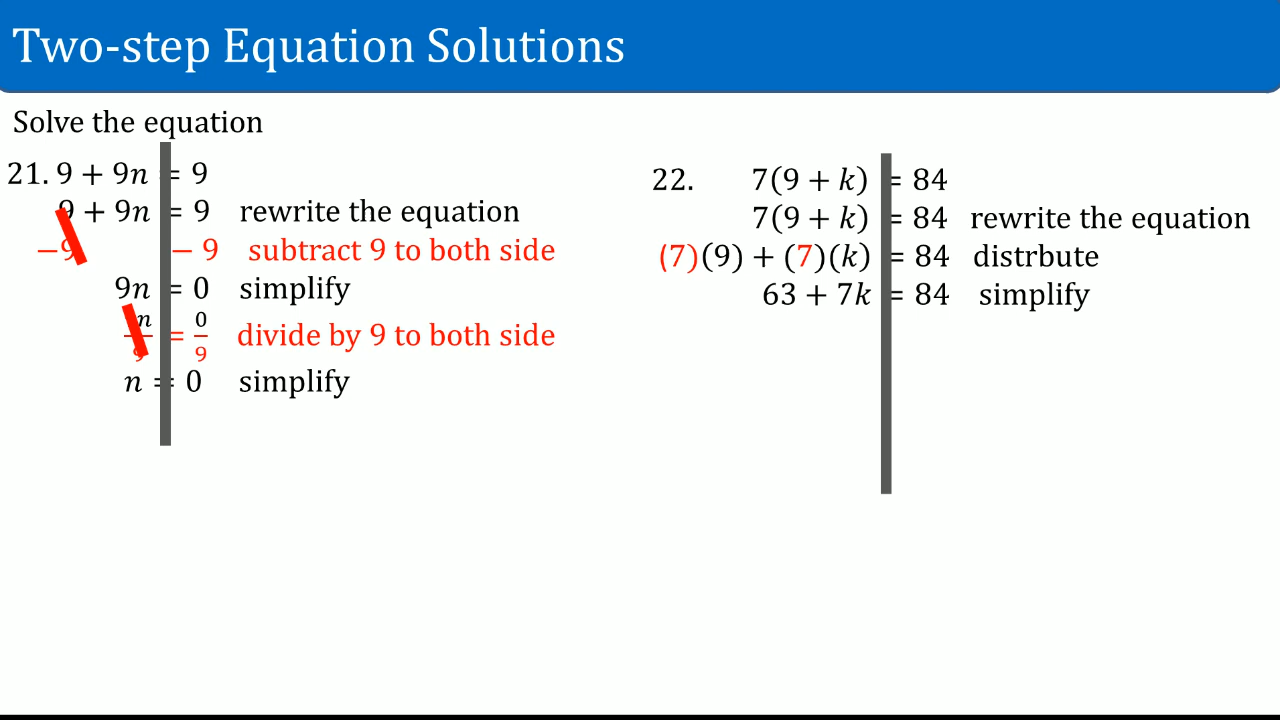 Two-step Equation Solutions
Solve the equation
21. 9 + 9n = 9
9 + 9n = 9 rewrite the equation
−9 − 9 subtract 9 to both side
9n = 0 simplify
n/9 = 0/9 divide by 9 to both side
n = 0 simplify
22. 7(9 + k) = 84
7(9 + k) = 84 rewrite the equation
(7)(9) + (7)(k) = 84 distrbute
63 + 7k = 84 simplify